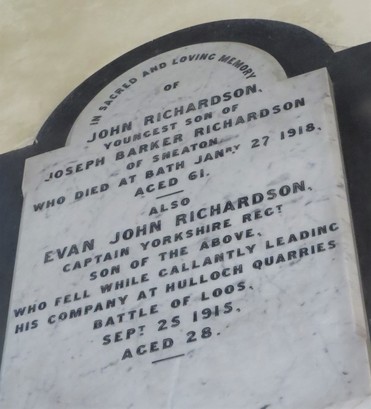 IN SACRED AND LOVING MEMORY
OF
JOHN RICHARDSON,
YOUNGEST SON OF
JOSEPH BARKER RICHARDSON
OF SNEATON
WHO DIED AT BATH JANRY 27 1918.
AGED 61.
ALSO
EVAN JOHN RICHARDSON,
CAPTAIN YORKSHIRE REGT
SON OF THE ABOVE,
WHO FELL WHILE GALLANTLY LEADING
HIS COMPANY AT HULLOCH QUARRIES
BATTLE OF LOOS.
SEPT 25 1915.
AGED 28.